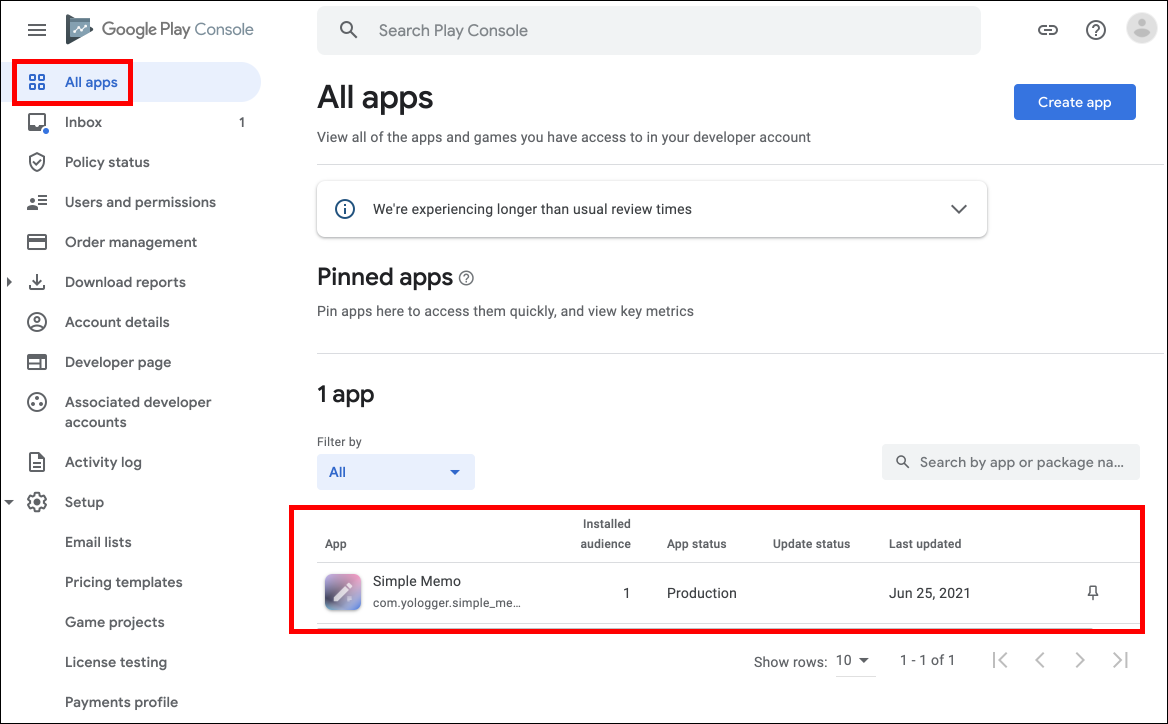 Google Play Console
Search Play Console
All apps
Inbox 1
Policy status
Users and permissions
Order management
Download reports
Account details
Developer page
Associated developer
accounts
Activity log
Setup
Email lists
Pricing templates
Game projects
License testing
Payments profile
All apps
Create app
View all of the apps and games you have access to in your developer account
We're experiencing longer than usual review times
Pinned apps
Pin apps here to access them quickly, and view key metrics
1 app
Filter by
All
Search by app or package na...
App Installed audience App status Update status Last updated
Simple Memo 1 Production Jun 25, 2021
com.yologger.simple_me...
Show rows: 10 1 - 1 of 1